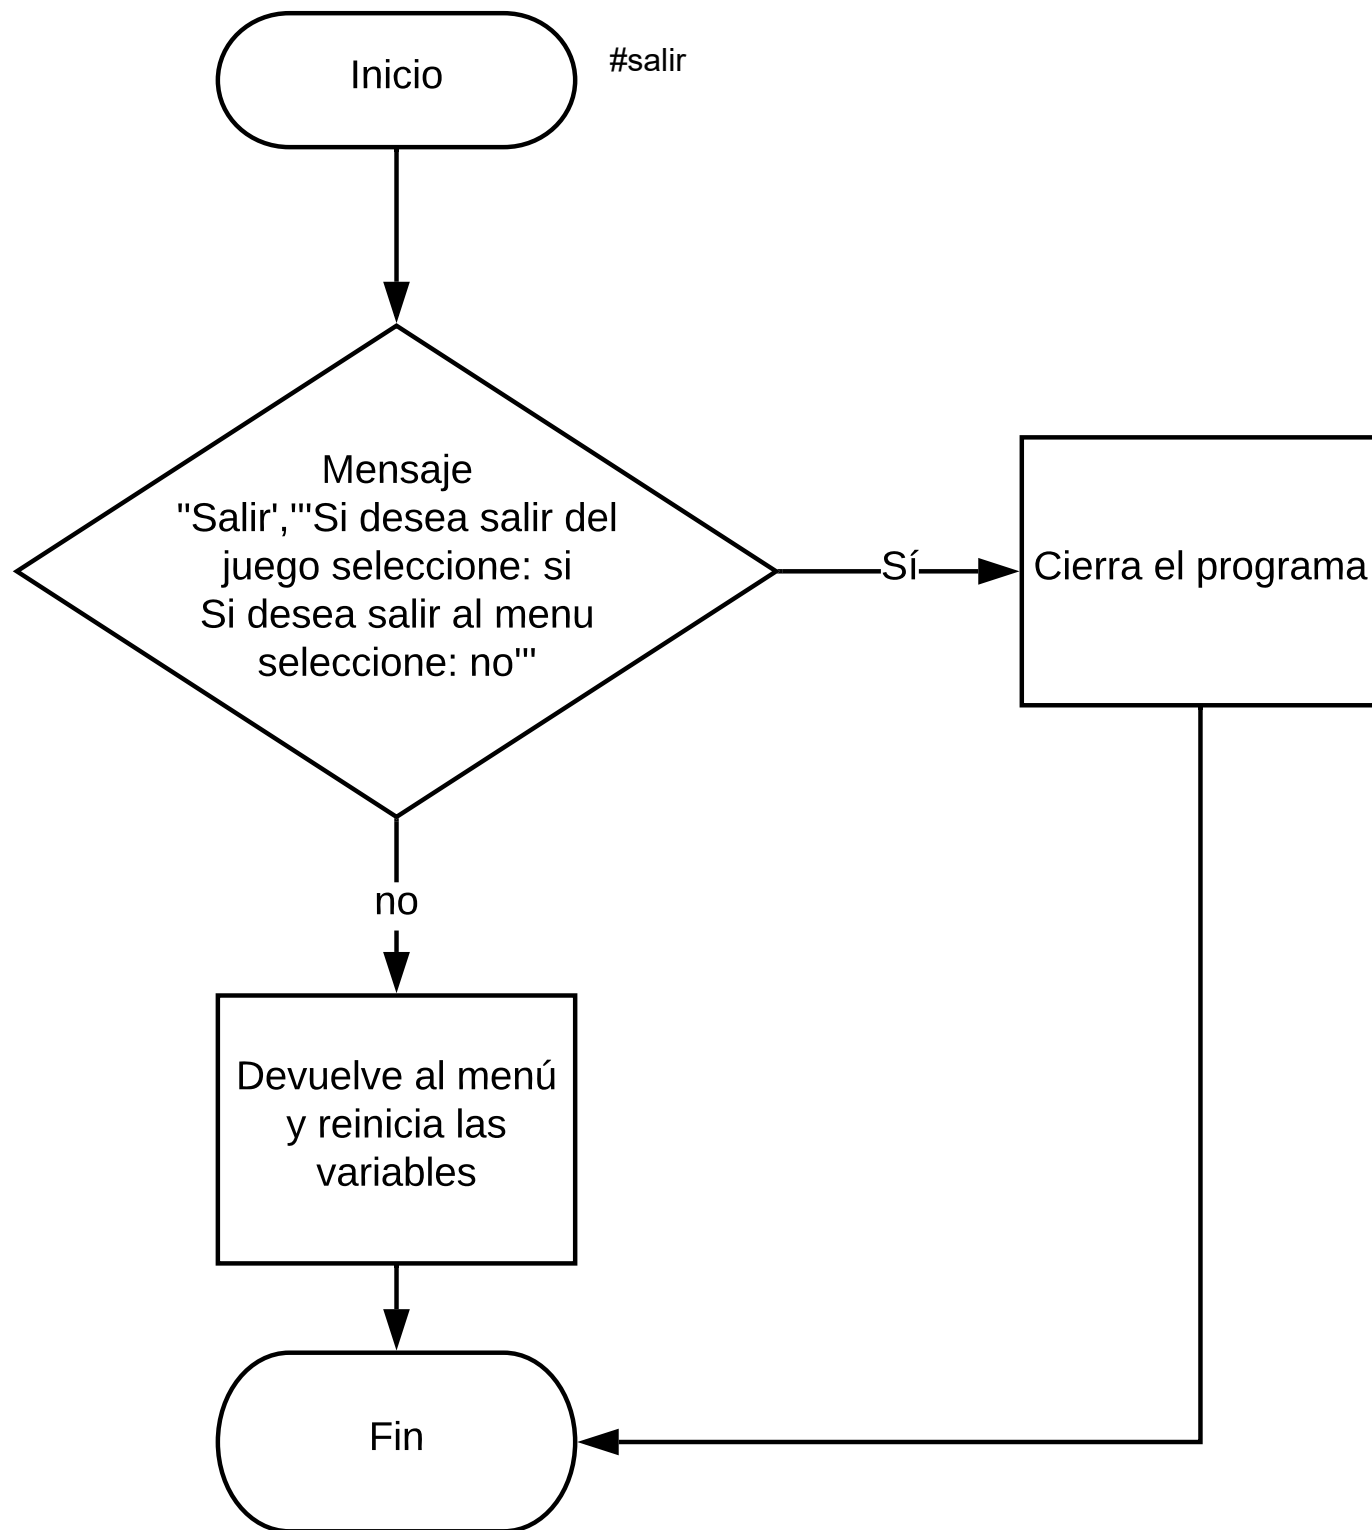 Inicio
#salir
Mensaje
"Salir','"Si desea salir del
juego seleccione: si
Si desea salir al menu
seleccione: no'"
Sí
Cierra el programa
no
Devuelve al menú
y reinicia las
variables
Fin